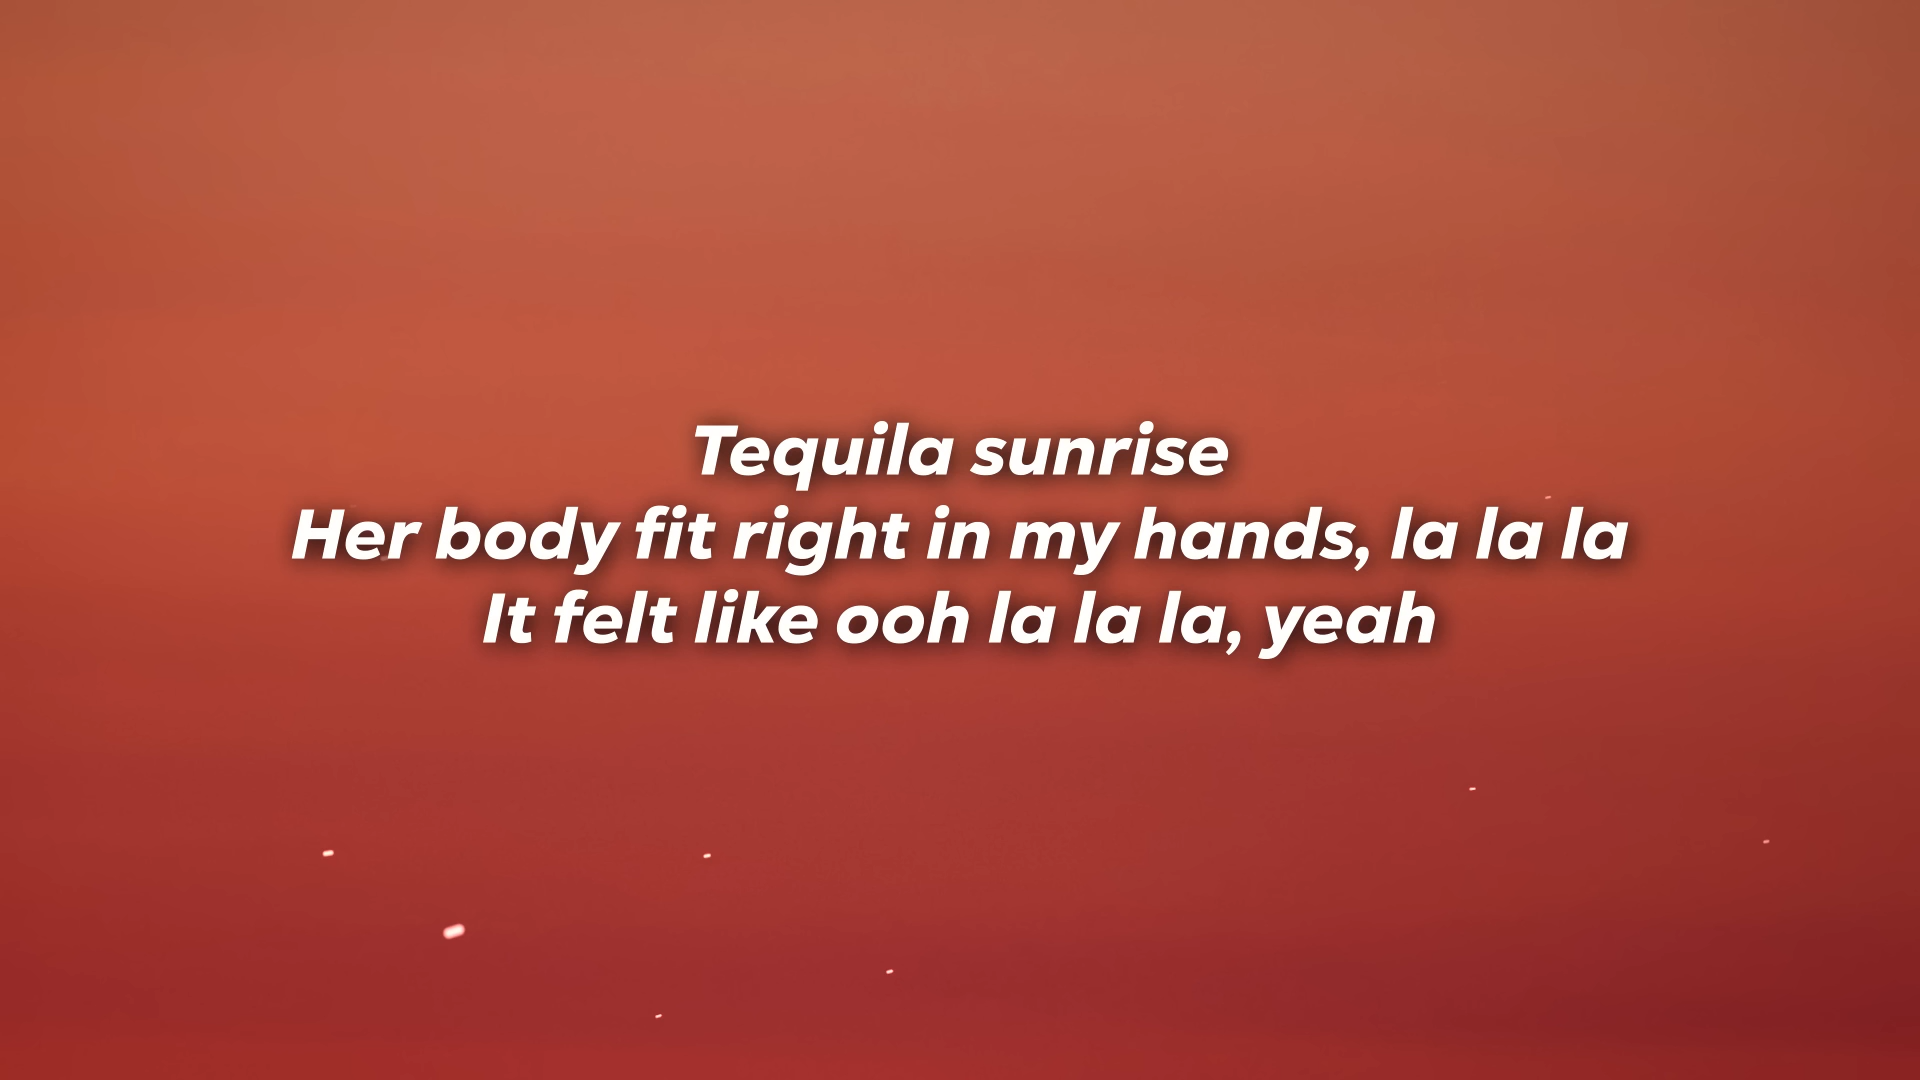 Tequila sunrise
Her body fit right in my hands, la la la
It felt like ooh la la la, yeah